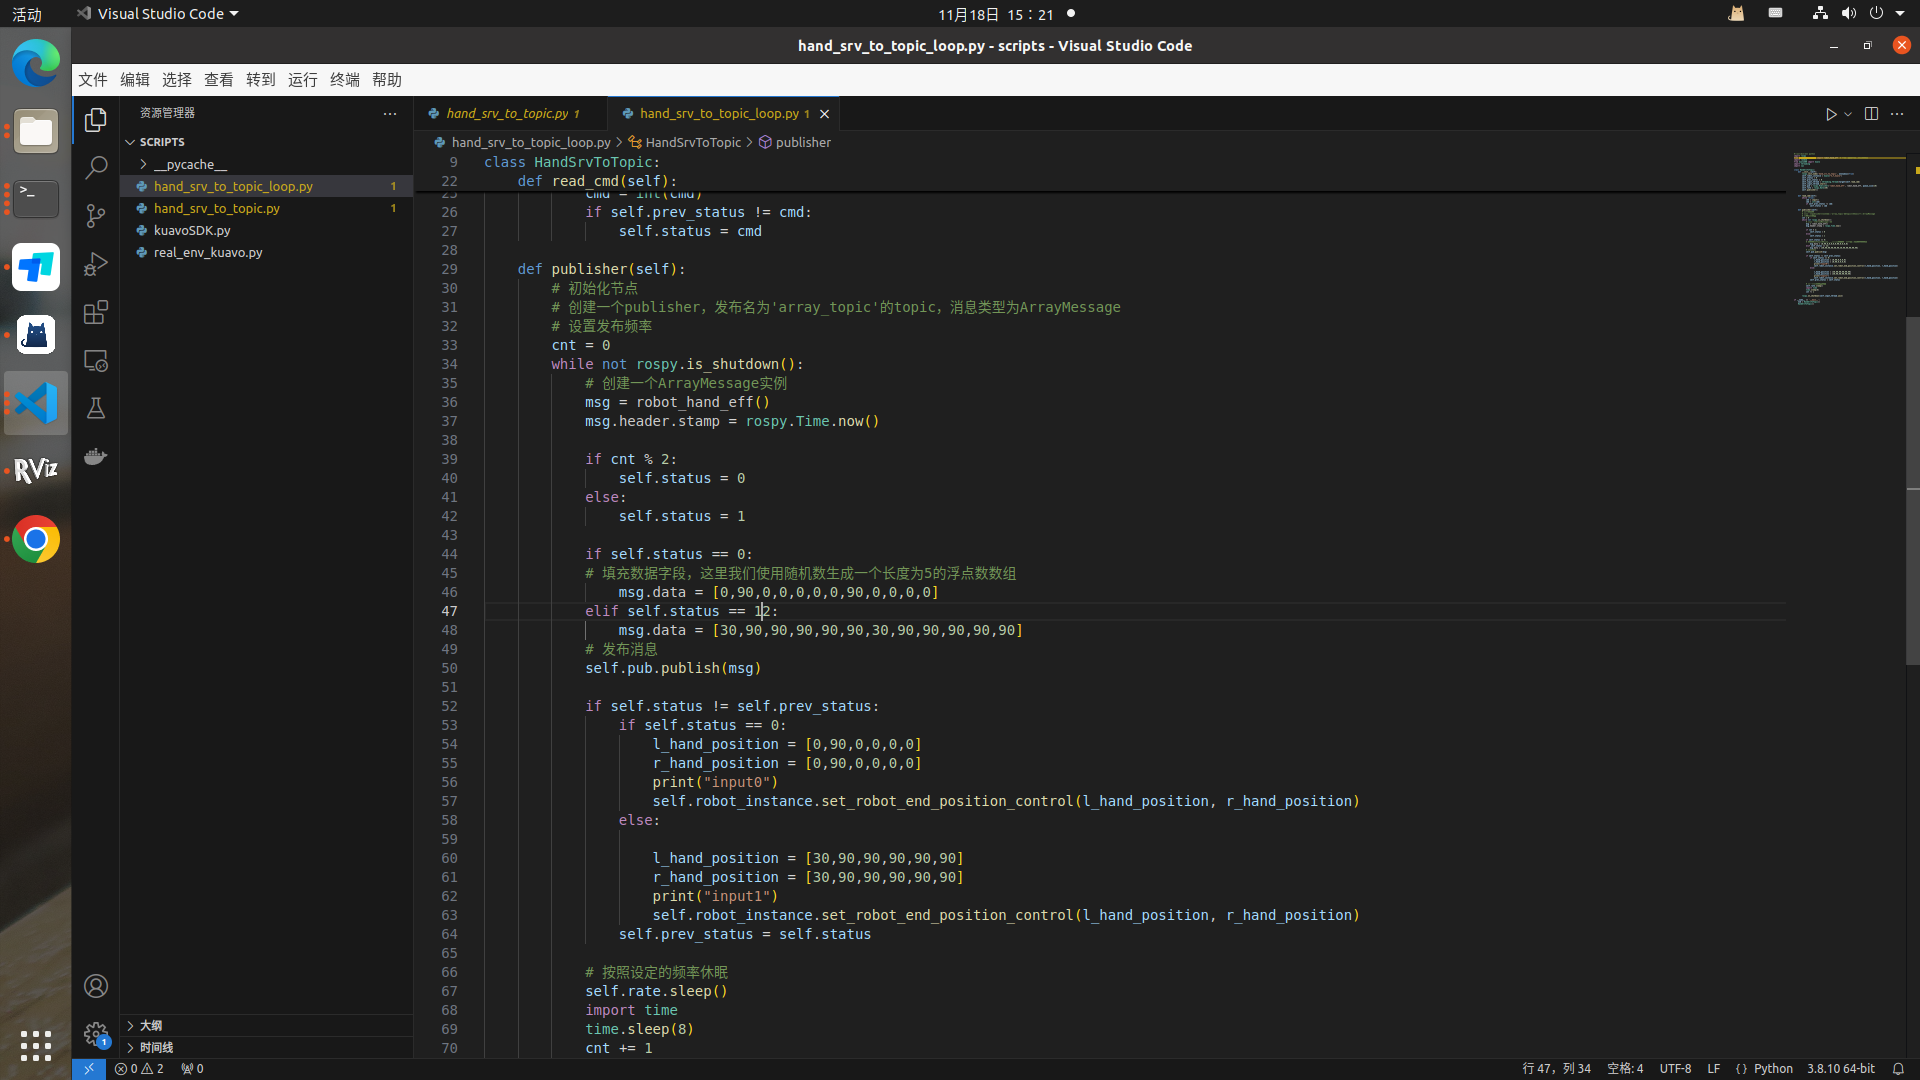 活动
Visual Studio Code
11月18日 15：21
hand_srv_to_topic_loop.py - scripts - Visual Studio Code
文件 编辑 选择 查看 转到 运行 终端 帮助
资源管理器
SCRIPTS
__pycache__
hand_srv_to_topic_loop.py 1
hand_srv_to_topic.py 1
kuavoSDK.py
real_env_kuavo.py
大纲
时间线
RViz
hand_srv_to_topic.py 1
hand_srv_to_topic_loop.py 1
hand_srv_to_topic_loop.py > HandSrvToTopic > publisher
9 class HandSrvToTopic:
22 def read_cmd(self):
25 cmd = int(cmd)
26 if self.prev_status != cmd:
27 self.status = cmd
28
29 def publisher(self):
30 # 初始化节点
31 # 创建一个publisher，发布名为'array_topic'的topic，消息类型为ArrayMessage
32 # 设置发布频率
33 cnt = 0
34 while not rospy.is_shutdown():
35 # 创建一个ArrayMessage实例
36 msg = robot_hand_eff()
37 msg.header.stamp = rospy.Time.now()
38
39 if cnt % 2:
40 self.status = 0
41 else:
42 self.status = 1
43
44 if self.status == 0:
45 # 填充数据字段，这里我们使用随机数生成一个长度为5的浮点数数组
46 msg.data = [0,90,0,0,0,0,0,90,0,0,0,0]
47 elif self.status == 12:
48 msg.data = [30,90,90,90,90,90,30,90,90,90,90,90]
49 # 发布消息
50 self.pub.publish(msg)
51
52 if self.status != self.prev_status:
53 if self.status == 0:
54 l_hand_position = [0,90,0,0,0,0]
55 r_hand_position = [0,90,0,0,0,0]
56 print("input0")
57 self.robot_instance.set_robot_end_position_control(l_hand_position, r_hand_position)
58 else:
59
60 l_hand_position = [30,90,90,90,90,90]
61 r_hand_position = [30,90,90,90,90,90]
62 print("input1")
63 self.robot_instance.set_robot_end_position_control(l_hand_position, r_hand_position)
64 self.prev_status = self.status
65
66 # 按照设定的频率休眠
67 self.rate.sleep()
68 import time
69 time.sleep(8)
70 cnt += 1
1
0 2 0
行 47，列 34 空格: 4 UTF-8 LF Python 3.8.10 64-bit